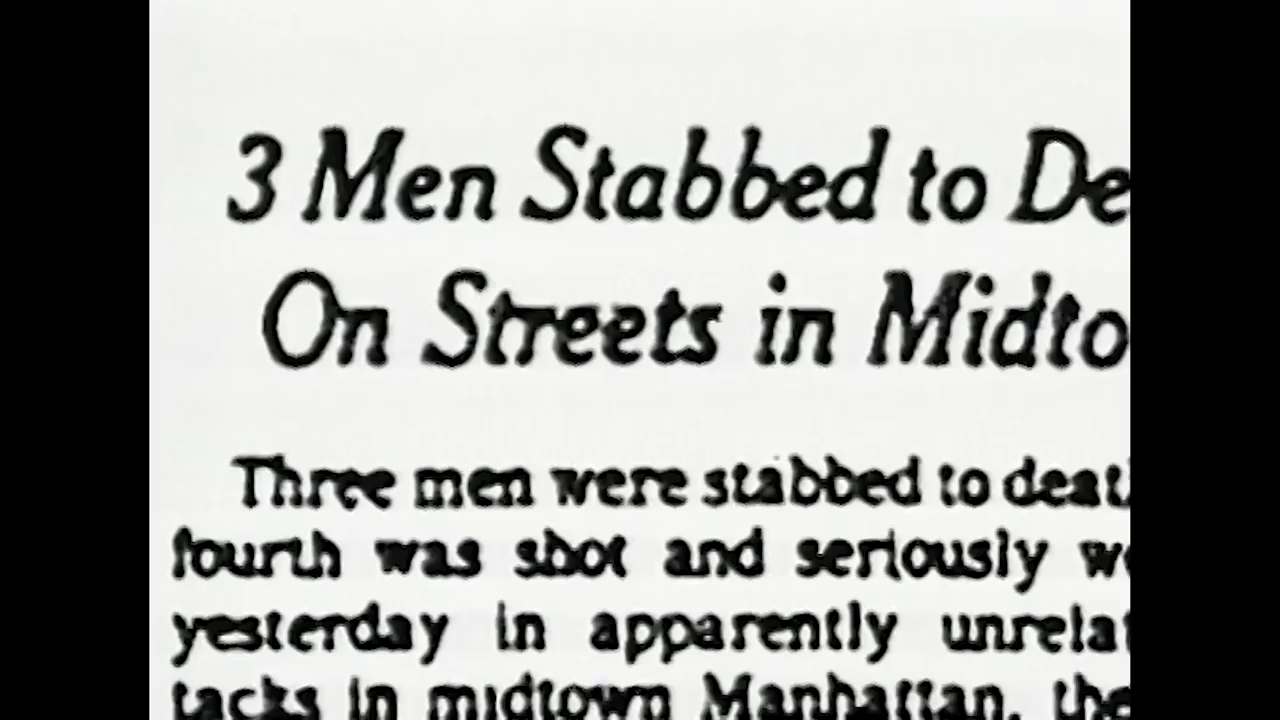 3 Men Stabbed to De
On Streets in Midto
Three men were stabbed to deat
fourth was shot and seriously w
yesterday in apparently unrelat
tacks in midtown Manhattan, the